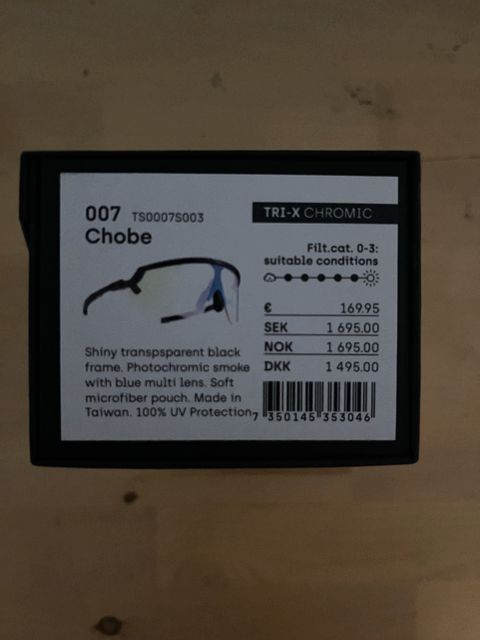 007 TS0007S003
Chobe
TRI-X CHROMIC
Filt.cat. 0-3:
suitable conditions
€ 169.95
SEK 1 695.00
NOK 1 695.00
DKK 1 495.00
Shiny transpsparent black
frame. Photochromic smoke
with blue multi lens. Soft
microfiber pouch. Made in
Taiwan. 100% UV Protection
7 350145 353046